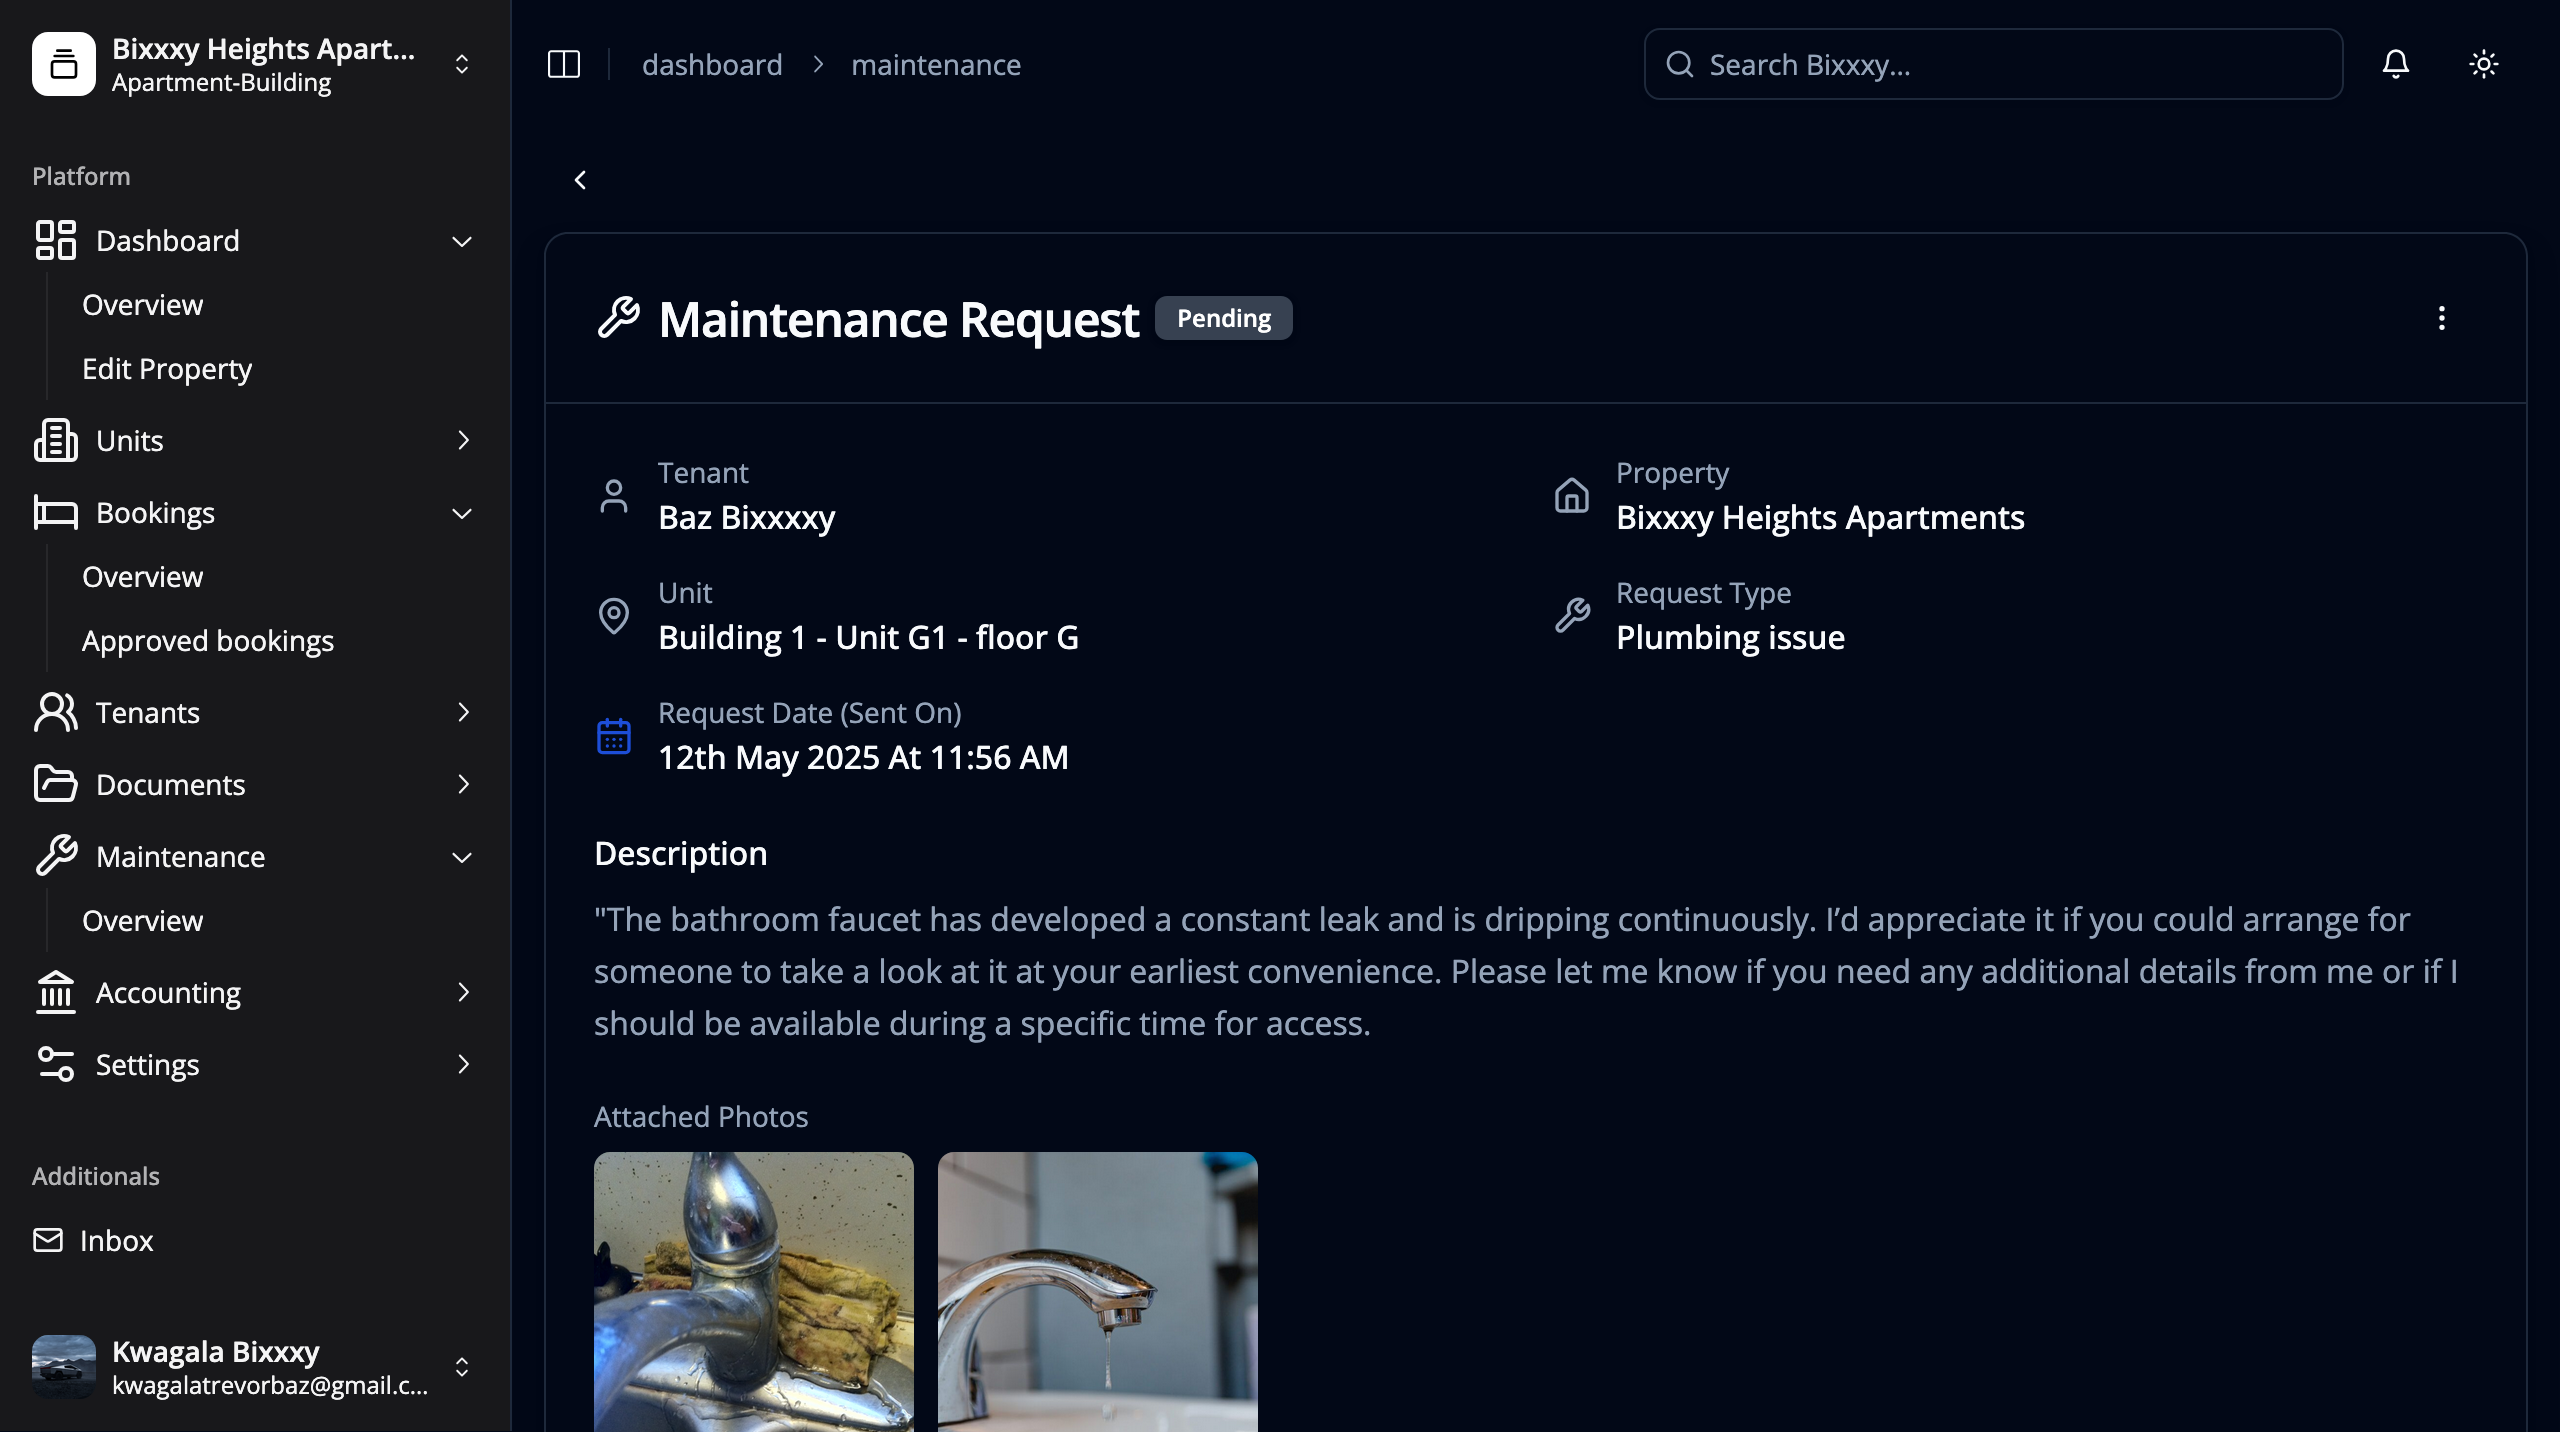 Bixxxy Heights Apart...
Apartment-Building
Platform
Dashboard
Overview
Edit Property
Units
Bookings
Overview
Approved bookings
Tenants
Documents
Maintenance
Overview
Accounting
Settings
Additionals
Inbox
Kwagala Bixxxy
kwagalatrevorbaz@gmail.c...
dashboard > maintenance
Search Bixxxy...
Maintenance Request Pending
Tenant
Baz Bixxxxy
Property
Bixxxy Heights Apartments
Unit
Building 1 - Unit G1 - floor G
Request Type
Plumbing issue
Request Date (Sent On)
12th May 2025 At 11:56 AM
Description
"The bathroom faucet has developed a constant leak and is dripping continuously. I’d appreciate it if you could arrange for
someone to take a look at it at your earliest convenience. Please let me know if you need any additional details from me or if I
should be available during a specific time for access.
Attached Photos